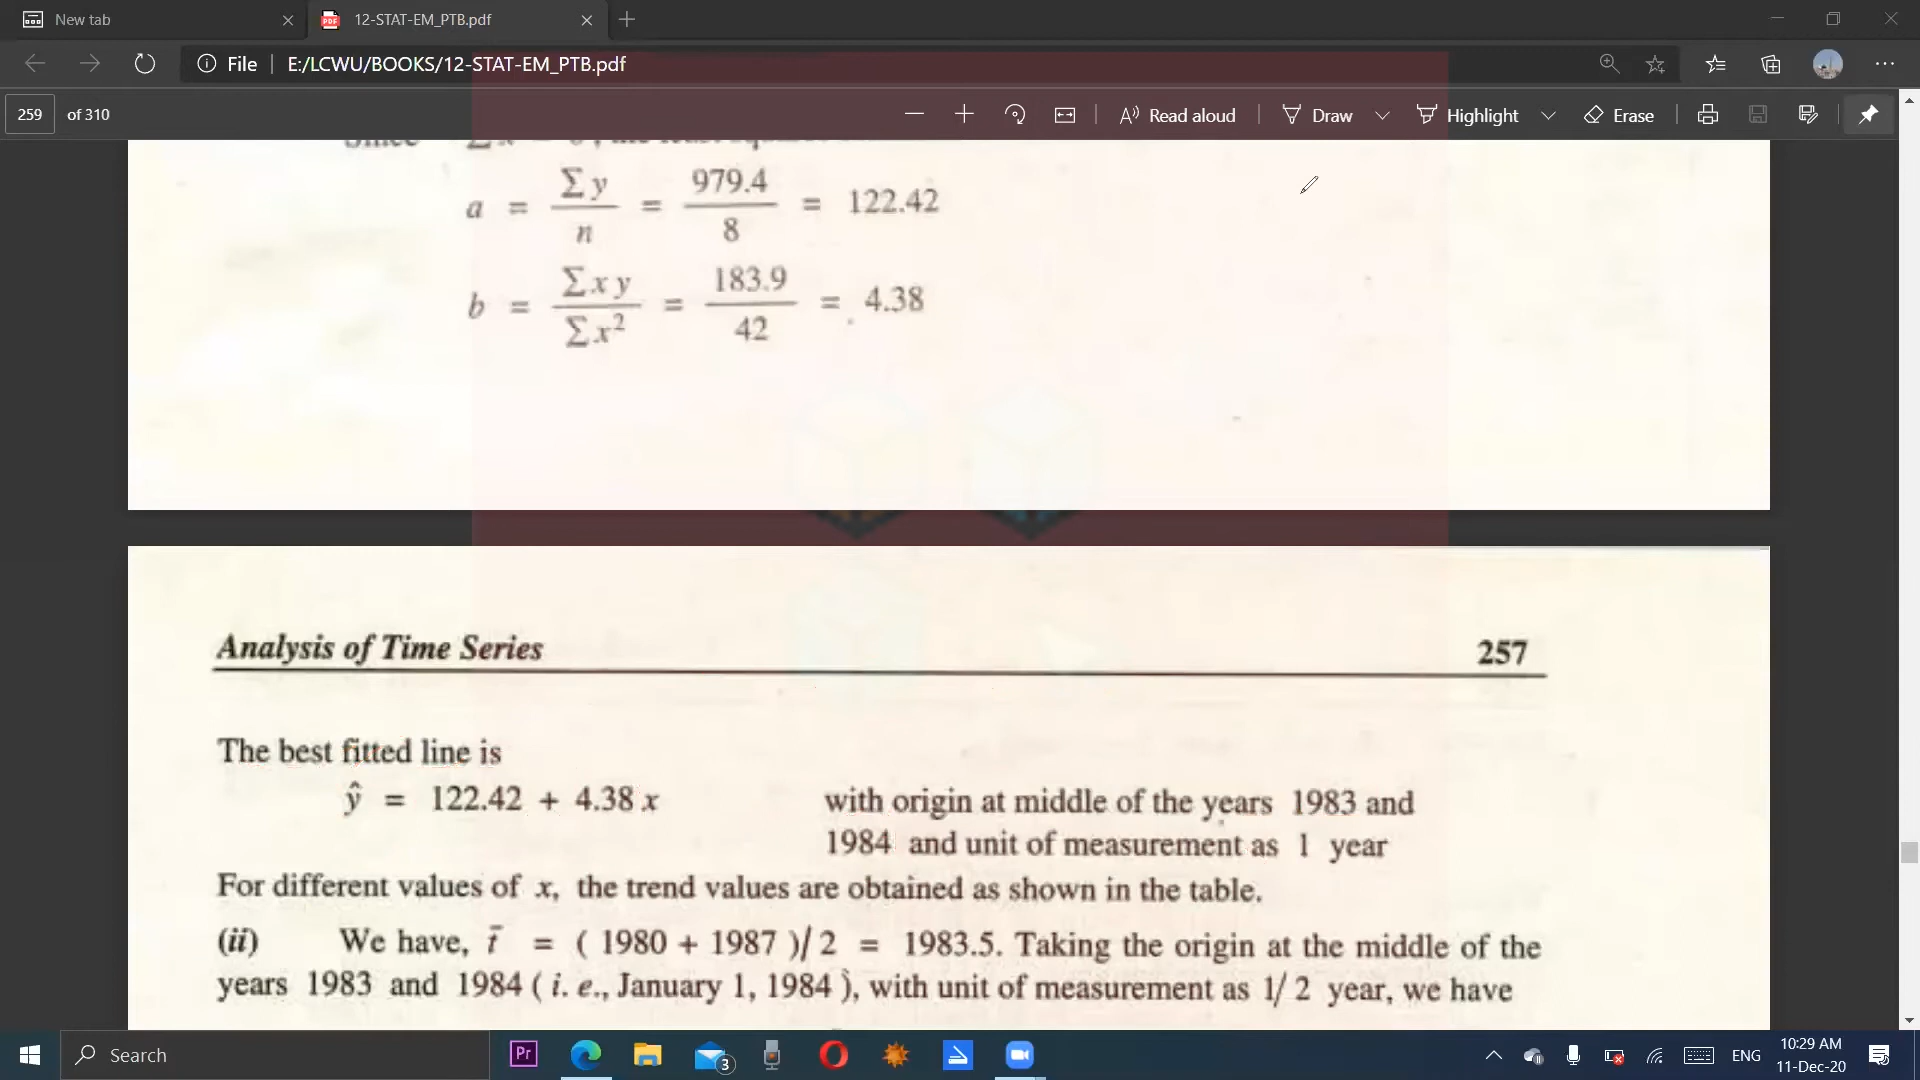 New tab
12-STAT-EM_PTB.pdf
File
E:/LCWU/BOOKS/12-STAT-EM_PTB.pdf
259 of 310
Read aloud
Draw
Highlight
Erase
Since
a = Σy / n = 979.4 / 8 = 122.42
b = Σxy / Σx² = 183.9 / 42 = 4.38
Analysis of Time Series 257
The best fitted line is
ŷ = 122.42 + 4.38 x with origin at middle of the years 1983 and
1984 and unit of measurement as 1 year
For different values of x, the trend values are obtained as shown in the table.
(ii) We have, t̄ = ( 1980 + 1987 )/ 2 = 1983.5. Taking the origin at the middle of the
years 1983 and 1984 ( i. e., January 1, 1984 ), with unit of measurement as 1/ 2 year, we have
Search
Pr
3
ENG
10:29 AM
11-Dec-20